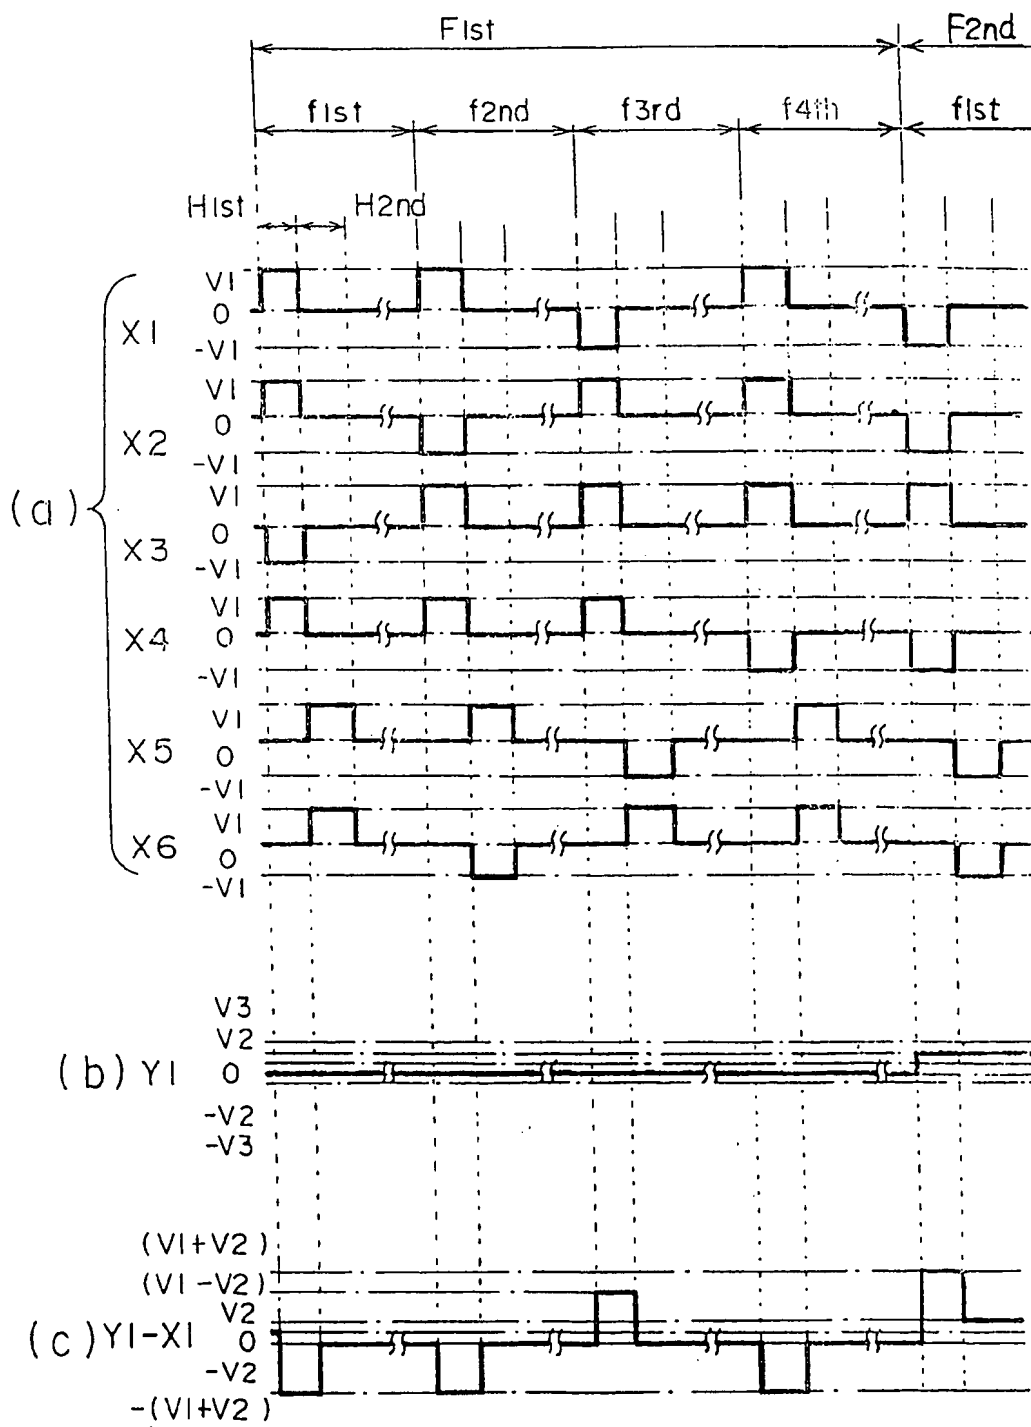 F1st F2nd
f1st f2nd f3rd f4th f1st
H1st H2nd
(a)
X1 V1 0 -V1
X2 V1 0 -V1
X3 V1 0 -V1
X4 V1 0 -V1
X5 V1 0 -V1
X6 V1 0 -V1
(b) Y1 V3 V2 0 -V2 -V3
(c) Y1-X1 (V1+V2) (V1-V2) V2 0 -V2 -(V1+V2)